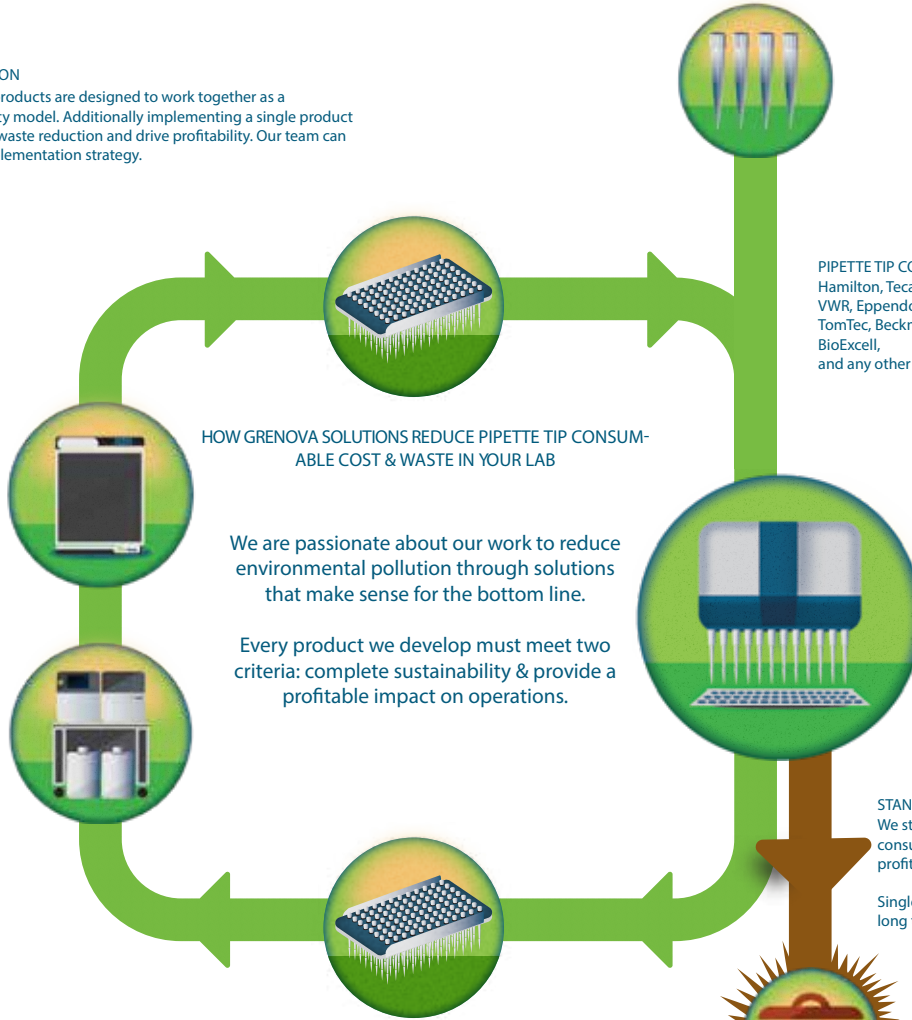 ON
roducts are designed to work together as a
y model. Additionally implementing a single product
waste reduction and drive profitability. Our team can
lementation strategy.
PIPETTE TIP CO
Hamilton, Teca
VWR, Eppendo
TomTec, Beckm
BioExcell,
and any other
HOW GRENOVA SOLUTIONS REDUCE PIPETTE TIP CONSUM-
ABLE COST & WASTE IN YOUR LAB
We are passionate about our work to reduce
environmental pollution through solutions
that make sense for the bottom line.
Every product we develop must meet two
criteria: complete sustainability & provide a
profitable impact on operations.
STAN
We st
consu
profit
Single
long